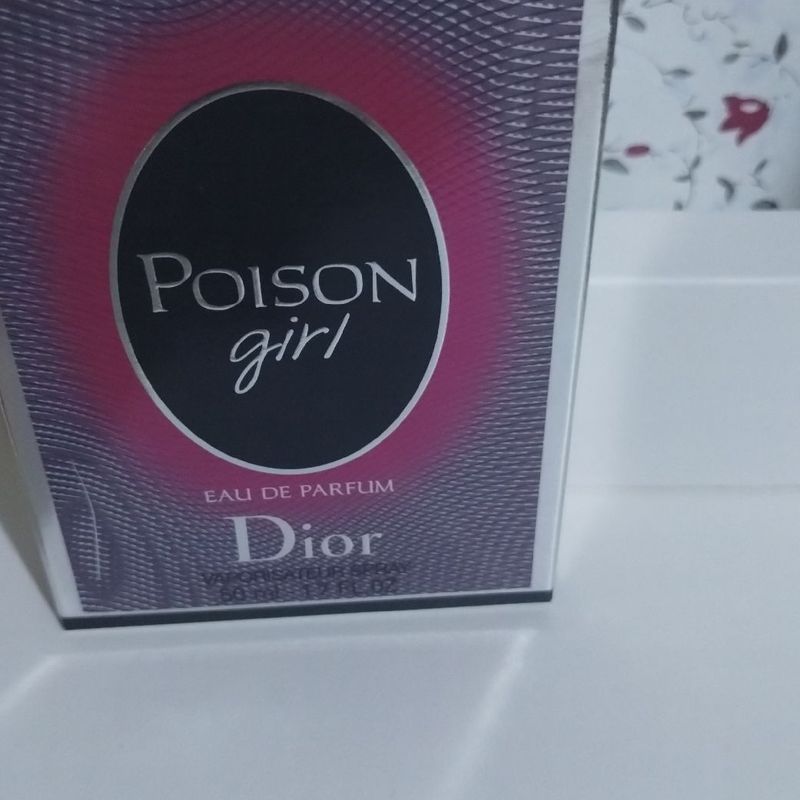 POISON
girl
EAU DE PARFUM
Dior
VAPORISATEUR SPRAY
50 ml 1.7 FL OZ